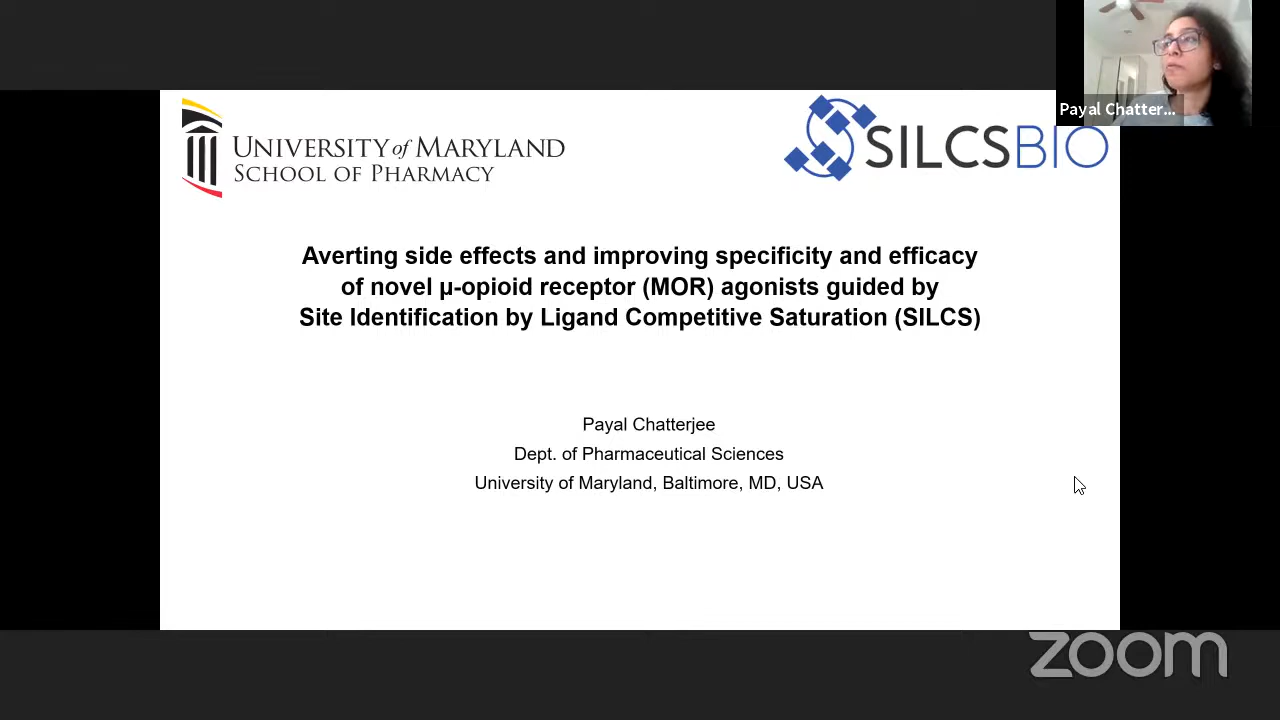 Payal Chatter...
UNIVERSITY of MARYLAND
SCHOOL OF PHARMACY
SILCSBIO
Averting side effects and improving specificity and efficacy
of novel μ-opioid receptor (MOR) agonists guided by
Site Identification by Ligand Competitive Saturation (SILCS)
Payal Chatterjee
Dept. of Pharmaceutical Sciences
University of Maryland, Baltimore, MD, USA
zoom